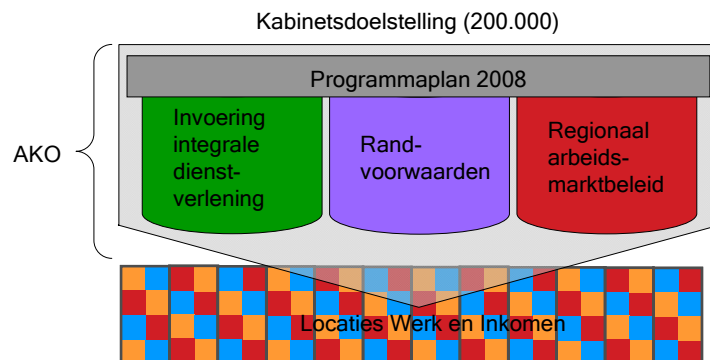 Kabinetsdoelstelling (200.000)
Programmaplan 2008
AKO
Invoering
integrale
dienst-
verlening
Rand-
voorwaarden
Regionaal
arbeids-
marktbeleid
Locaties Werk en Inkomen